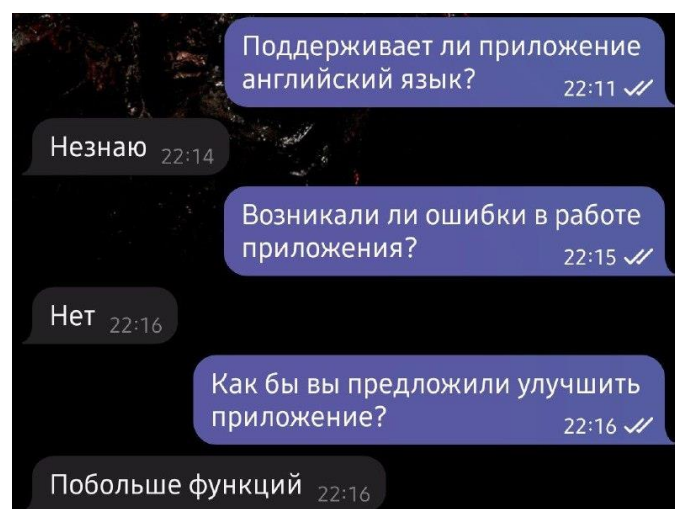 Поддерживает ли приложение
английский язык?
22:11
Незнаю 22:14
Возникали ли ошибки в работе
приложения?
22:15
Нет 22:16
Как бы вы предложили улучшить
приложение?
22:16
Побольше функций 22:16